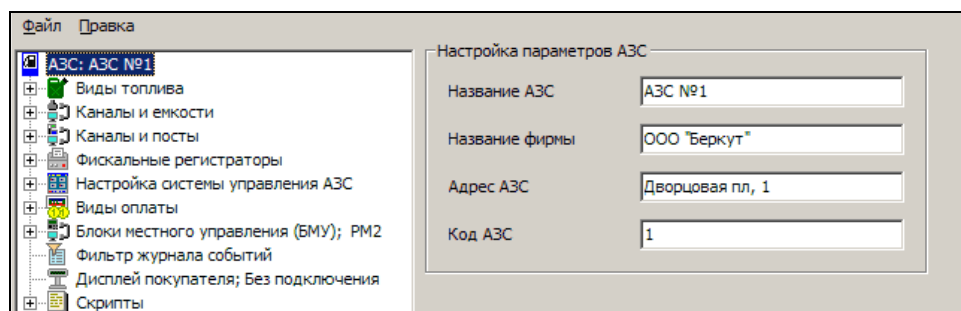 Файл Правка
АЗС: АЗС №1
Виды топлива
Каналы и емкости
Каналы и посты
Фискальные регистраторы
Настройка системы управления АЗС
Виды оплаты
Блоки местного управления (БМУ); РМ2
Фильтр журнала событий
Дисплей покупателя; Без подключения
Скрипты
Настройка параметров АЗС
Название АЗС АЗС №1
Название фирмы ООО "Беркут"
Адрес АЗС Дворцовая пл, 1
Код АЗС 1